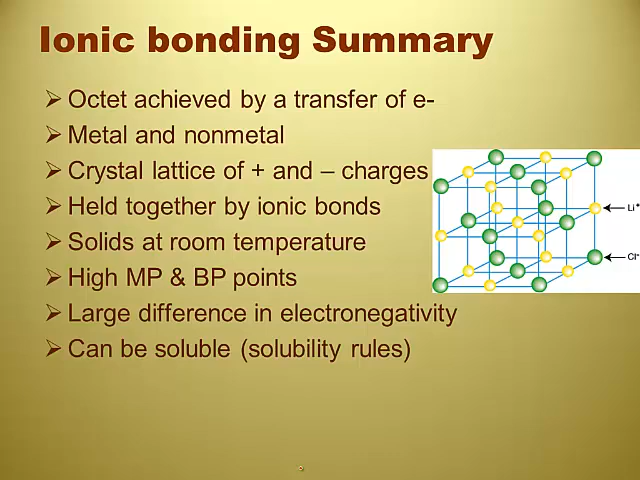 Ionic bonding Summary
➢ Octet achieved by a transfer of e-
➢ Metal and nonmetal
➢ Crystal lattice of + and – charges
➢ Held together by ionic bonds
➢ Solids at room temperature
➢ High MP & BP points
➢ Large difference in electronegativity
➢ Can be soluble (solubility rules)
Li⁺
Cl⁻